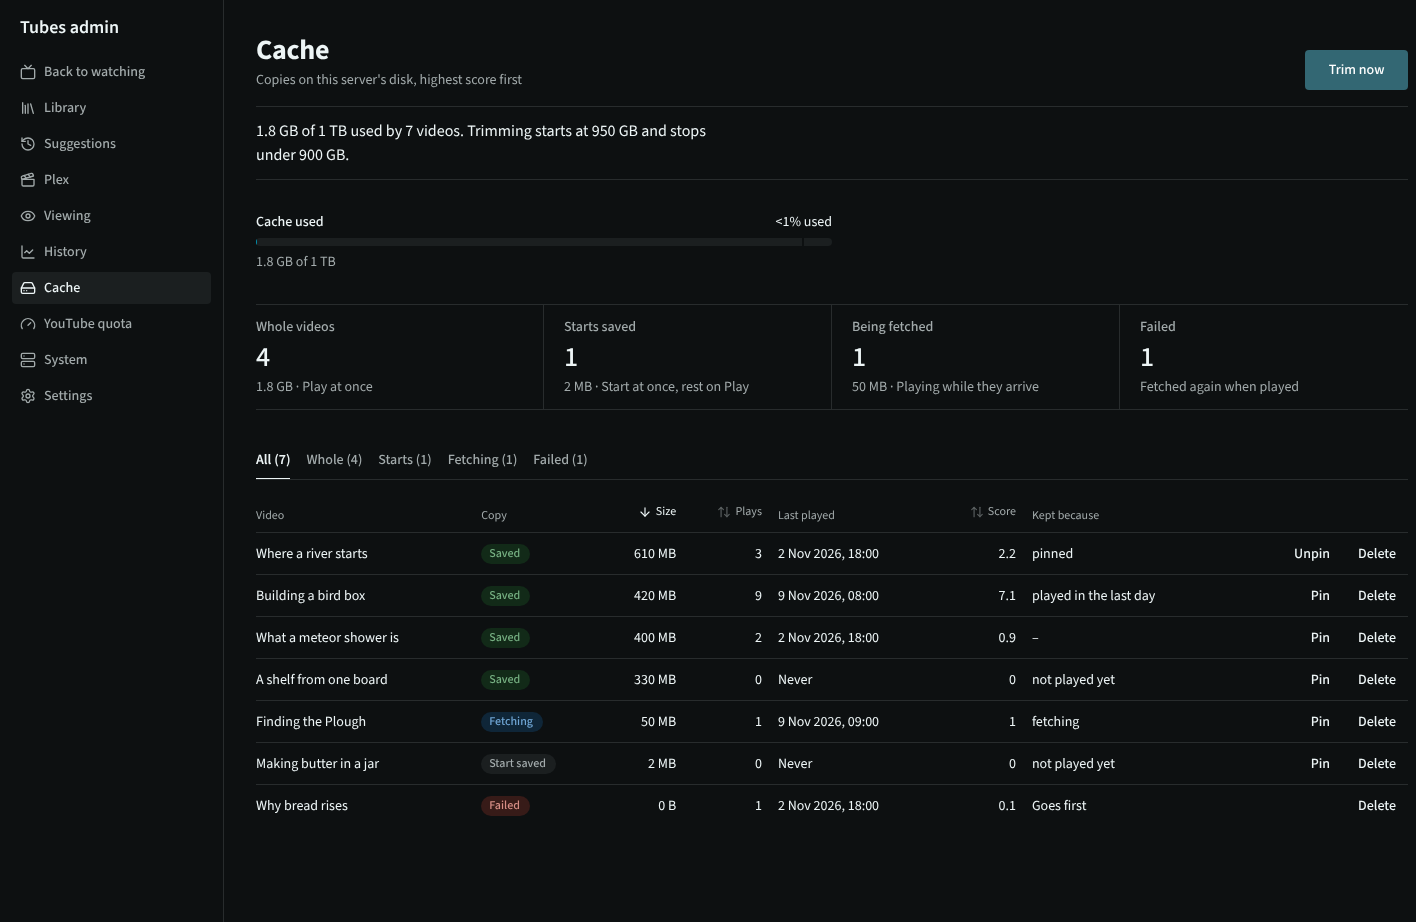 Tubes admin
Back to watching
Library
Suggestions
Plex
Viewing
History
Cache
YouTube quota
System
Settings
Cache
Copies on this server's disk, highest score first
Trim now
1.8 GB of 1 TB used by 7 videos. Trimming starts at 950 GB and stops
under 900 GB.
Cache used <1% used
1.8 GB of 1 TB
Whole videos
4
1.8 GB · Play at once
Starts saved
1
2 MB · Start at once, rest on Play
Being fetched
1
50 MB · Playing while they arrive
Failed
1
Fetched again when played
All (7) Whole (4) Starts (1) Fetching (1) Failed (1)
Video Copy Size Plays Last played Score Kept because
Where a river starts Saved 610 MB 3 2 Nov 2026, 18:00 2.2 pinned Unpin Delete
Building a bird box Saved 420 MB 9 9 Nov 2026, 08:00 7.1 played in the last day Pin Delete
What a meteor shower is Saved 400 MB 2 2 Nov 2026, 18:00 0.9 – Pin Delete
A shelf from one board Saved 330 MB 0 Never 0 not played yet Pin Delete
Finding the Plough Fetching 50 MB 1 9 Nov 2026, 09:00 1 fetching Pin Delete
Making butter in a jar Start saved 2 MB 0 Never 0 not played yet Pin Delete
Why bread rises Failed 0 B 1 2 Nov 2026, 18:00 0.1 Goes first Delete